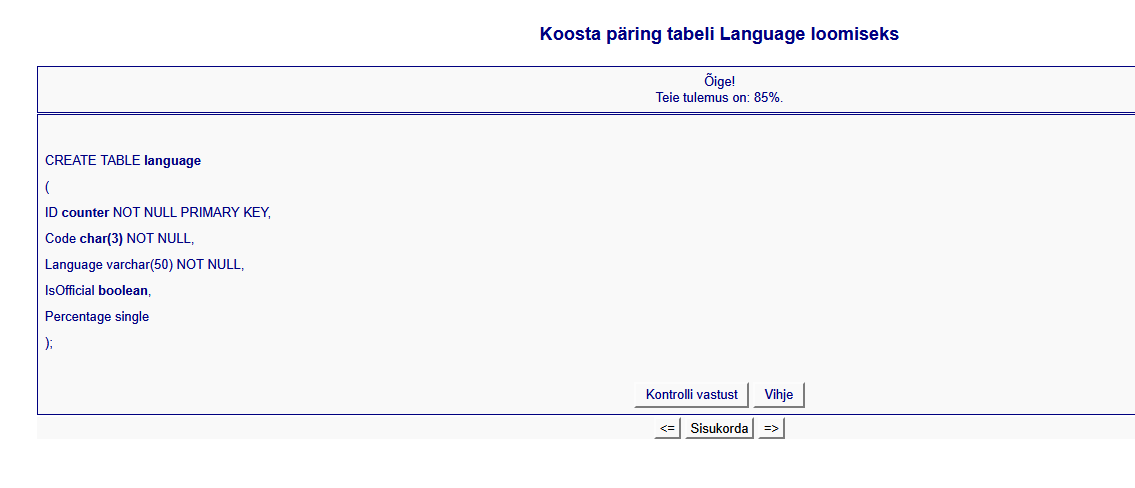 Koosta päring tabeli Language loomiseks
Õige!
Teie tulemus on: 85%.
CREATE TABLE language
(
ID counter NOT NULL PRIMARY KEY,
Code char(3) NOT NULL,
Language varchar(50) NOT NULL,
IsOfficial boolean,
Percentage single
);
Kontrolli vastust Vihje
<= Sisukorda =>